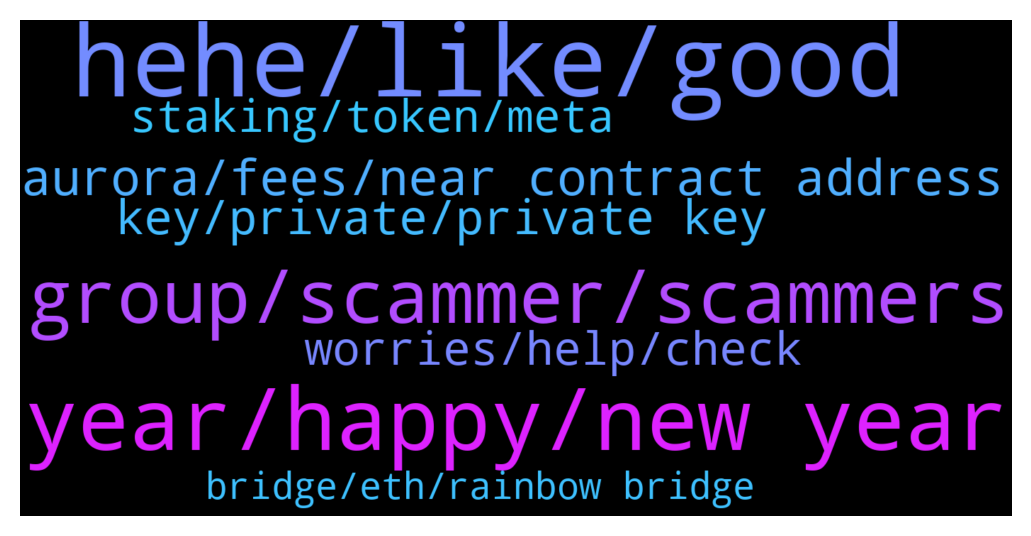 hehe/like/good
staking/token/meta
aurora/fees/near contract address
key/private/private key
group/scammer/scammers
worries/help/check
year/happy/new year
bridge/eth/rainbow bridge